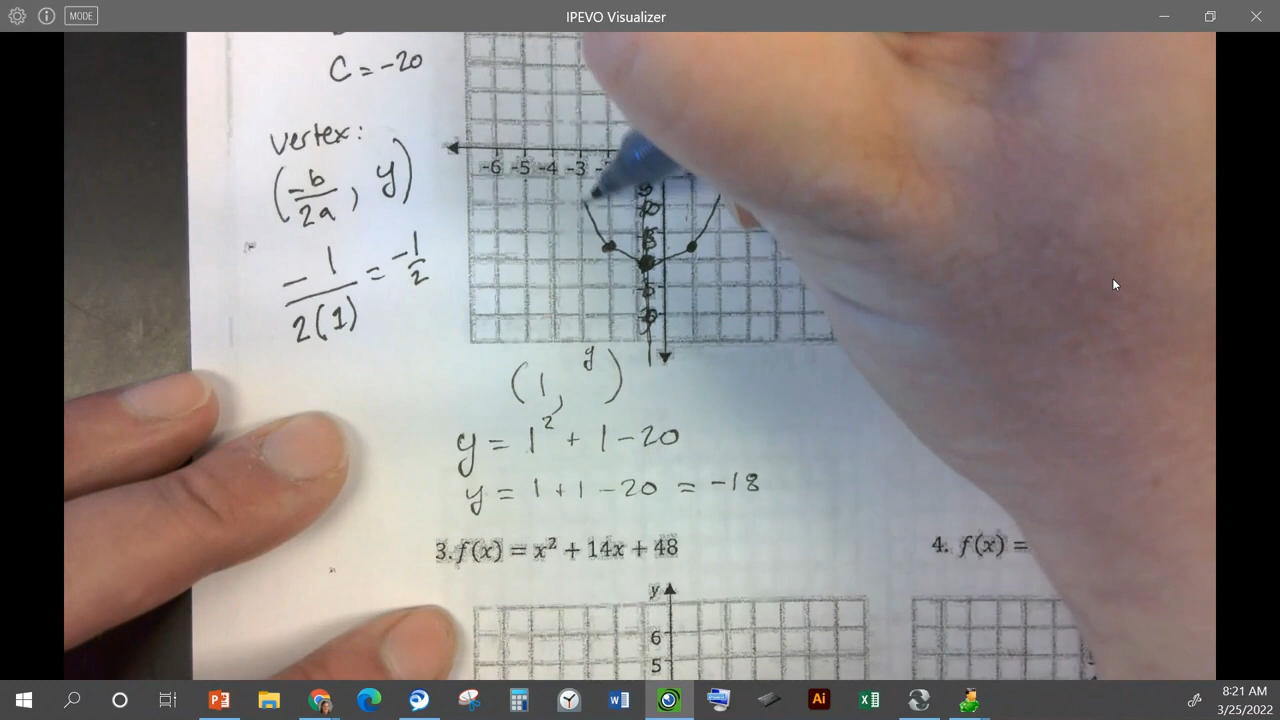 IPEVO Visualizer
MODE
C = -20
vertex:
(-b/2a, y)
-1/2(1) = -1/2
-6 -5 -4 -3
(1, y)
y = 1² + 1 - 20
y = 1 + 1 - 20 = -18
3. f(x) = x² + 14x + 48
4. f(x) =
y
6
5
8:21 AM
3/25/2022